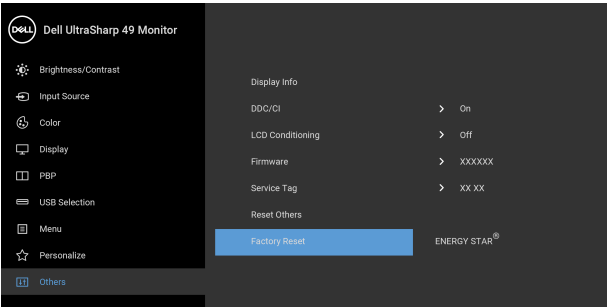 DELL Dell UltraSharp 49 Monitor
Brightness/Contrast
Input Source
Color
Display
PBP
USB Selection
Menu
Personalize
Others
Display Info
DDC/CI > On
LCD Conditioning > Off
Firmware > XXXXXX
Service Tag > XX XX
Reset Others
Factory Reset ENERGY STAR®